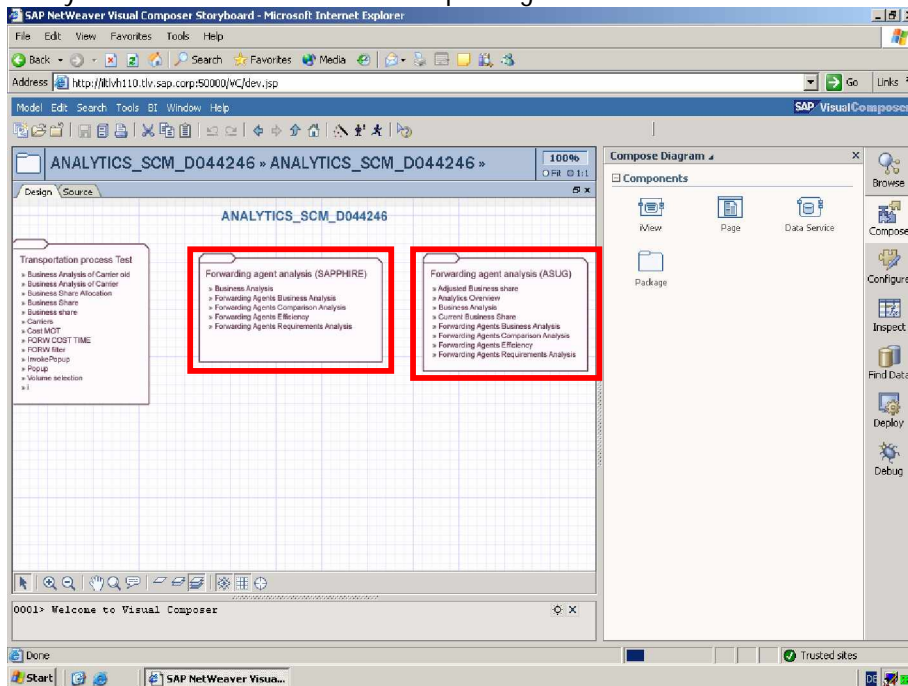 SAP NetWeaver Visual Composer Storyboard - Microsoft Internet Explorer
File Edit View Favorites Tools Help
Back Search Favorites Media
Address http://iltlvh110.tlv.sap.corp:50000/VC/dev.jsp Go Links
Model Edit Search Tools BI Window Help SAP Visual Composer
ANALYTICS_SCM_D044246 » ANALYTICS_SCM_D044246 »
100%
Fit 1:1
Design Source
ANALYTICS_SCM_D044246
Transportation process Test
» Business Analysis of Carrier old
» Business Analysis of Carrier
» Business Share Allocation
» Business Share
» Business share
» Carriers
» Cost MOT
» FORW COST TIME
» FORW filter
» InvokePopup
» Popup
» Volume selection
» i
Forwarding agent analysis (SAPPHIRE)
» Business Analysis
» Forwarding Agents Business Analysis
» Forwarding Agents Comparison Analysis
» Forwarding Agents Efficiency
» Forwarding Agents Requirements Analysis
Forwarding agent analysis (ASUG)
» Adjusted Business share
» Analytics Overview
» Business Analysis
» Current Business Share
» Forwarding Agents Business Analysis
» Forwarding Agents Comparison Analysis
» Forwarding Agents Efficiency
» Forwarding Agents Requirements Analysis
Compose Diagram
Components
iView Page Data Service
Package
Browse
Compose
Configure
Inspect
Find Data
Deploy
Debug
0001> Welcome to Visual Composer
Done Trusted sites
Start SAP NetWeaver Visua... DE